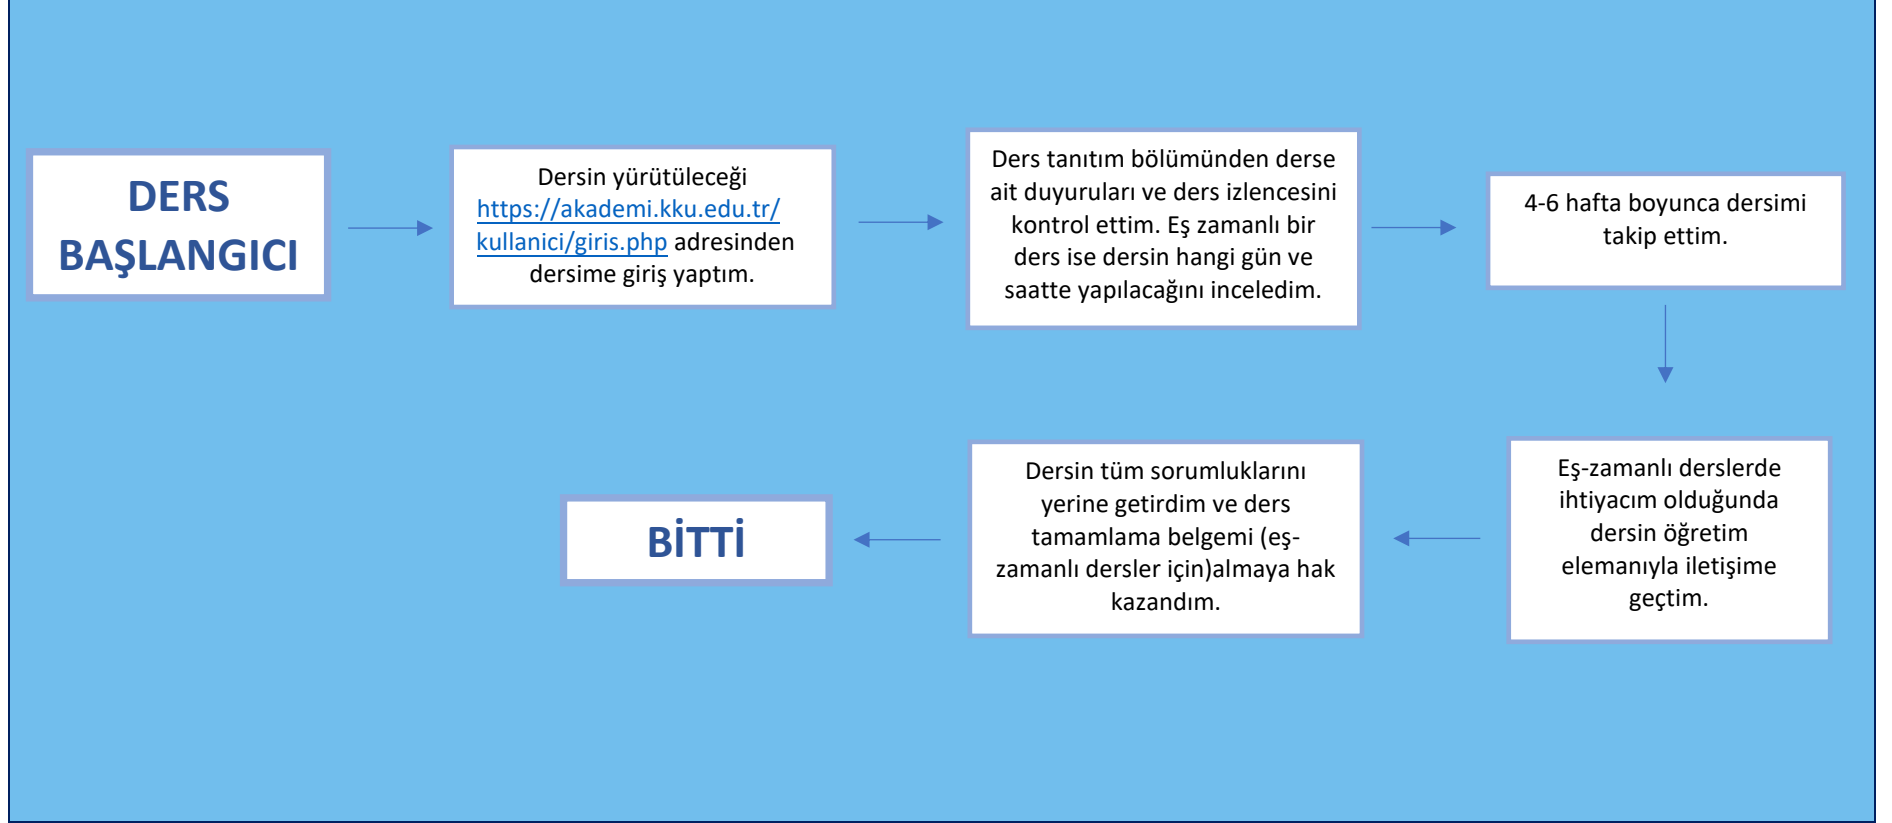 DERS
BAŞLANGICI
Dersin yürütüleceği
https://akademi.kku.edu.tr/
kullanici/giris.php adresinden
dersime giriş yaptım.
Ders tanıtım bölümünden derse
ait duyuruları ve ders izlencesini
kontrol ettim. Eş zamanlı bir
ders ise dersin hangi gün ve
saatte yapılacağını inceledim.
4-6 hafta boyunca dersimi
takip ettim.
Eş-zamanlı derslerde
ihtiyacım olduğunda
dersin öğretim
elemanıyla iletişime
geçtim.
Dersin tüm sorumluklarını
yerine getirdim ve ders
tamamlama belgemi (eş-
zamanlı dersler için)almaya hak
kazandım.
BİTTİ